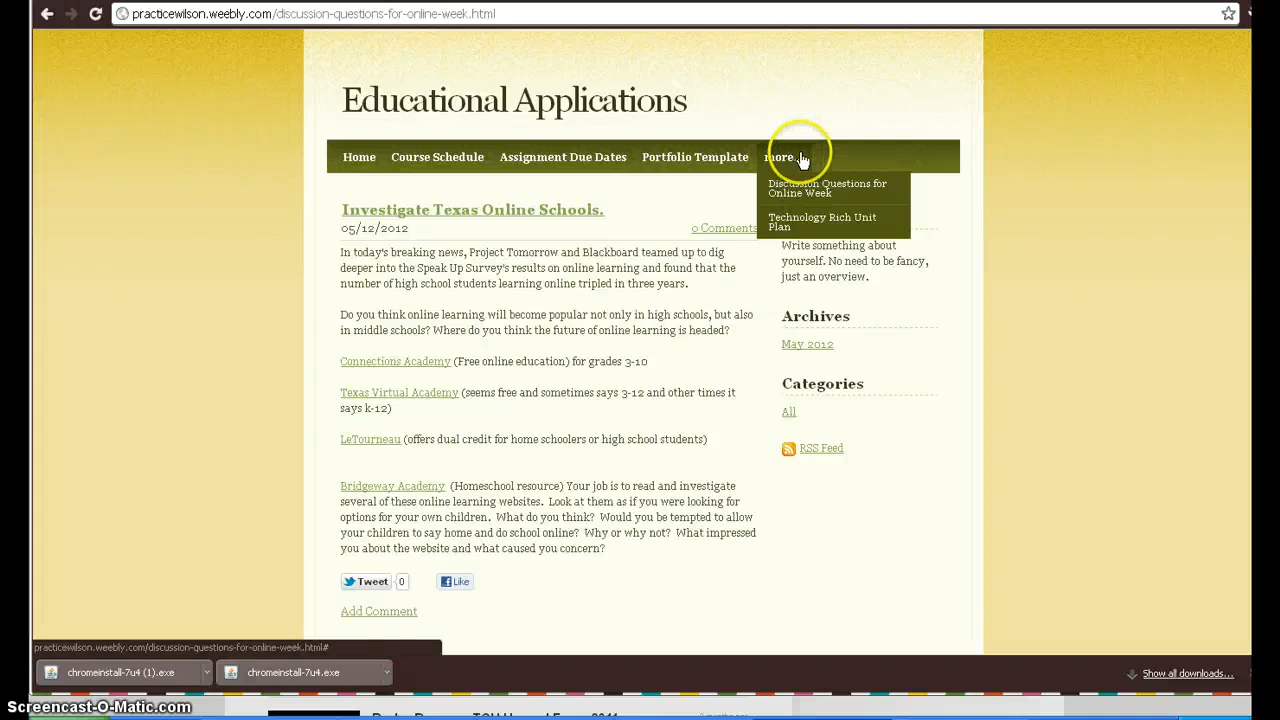 practicewilson.weebly.com/discussion-questions-for-online-week.html
Educational Applications
Home Course Schedule Assignment Due Dates Portfolio Template more...
Discussion Questions for
Online Week
Technology Rich Unit
Plan
Investigate Texas Online Schools.
05/12/2012
0 Comments
In today's breaking news, Project Tomorrow and Blackboard teamed up to dig
deeper into the Speak Up Survey's results on online learning and found that the
number of high school students learning online tripled in three years.
Do you think online learning will become popular not only in high schools, but also
in middle schools? Where do you think the future of online learning is headed?
Connections Academy (Free online education) for grades 3-10
Texas Virtual Academy (seems free and sometimes says 3-12 and other times it
says k-12)
LeTourneau (offers dual credit for home schoolers or high school students)
Bridgeway Academy (Homeschool resource) Your job is to read and investigate
several of these online learning websites. Look at them as if you were looking for
options for your own children. What do you think? Would you be tempted to allow
your children to say home and do school online? Why or why not? What impressed
you about the website and what caused you concern?
Tweet 0 Like
Add Comment
Write something about
yourself. No need to be fancy,
just an overview.
Archives
May 2012
Categories
All
RSS Feed
practicewilson.weebly.com/discussion-questions-for-online-week.html#
chromeinstall-7u4 (1).exe
chromeinstall-7u4.exe
Show all downloads...
Screencast-O-Matic.com